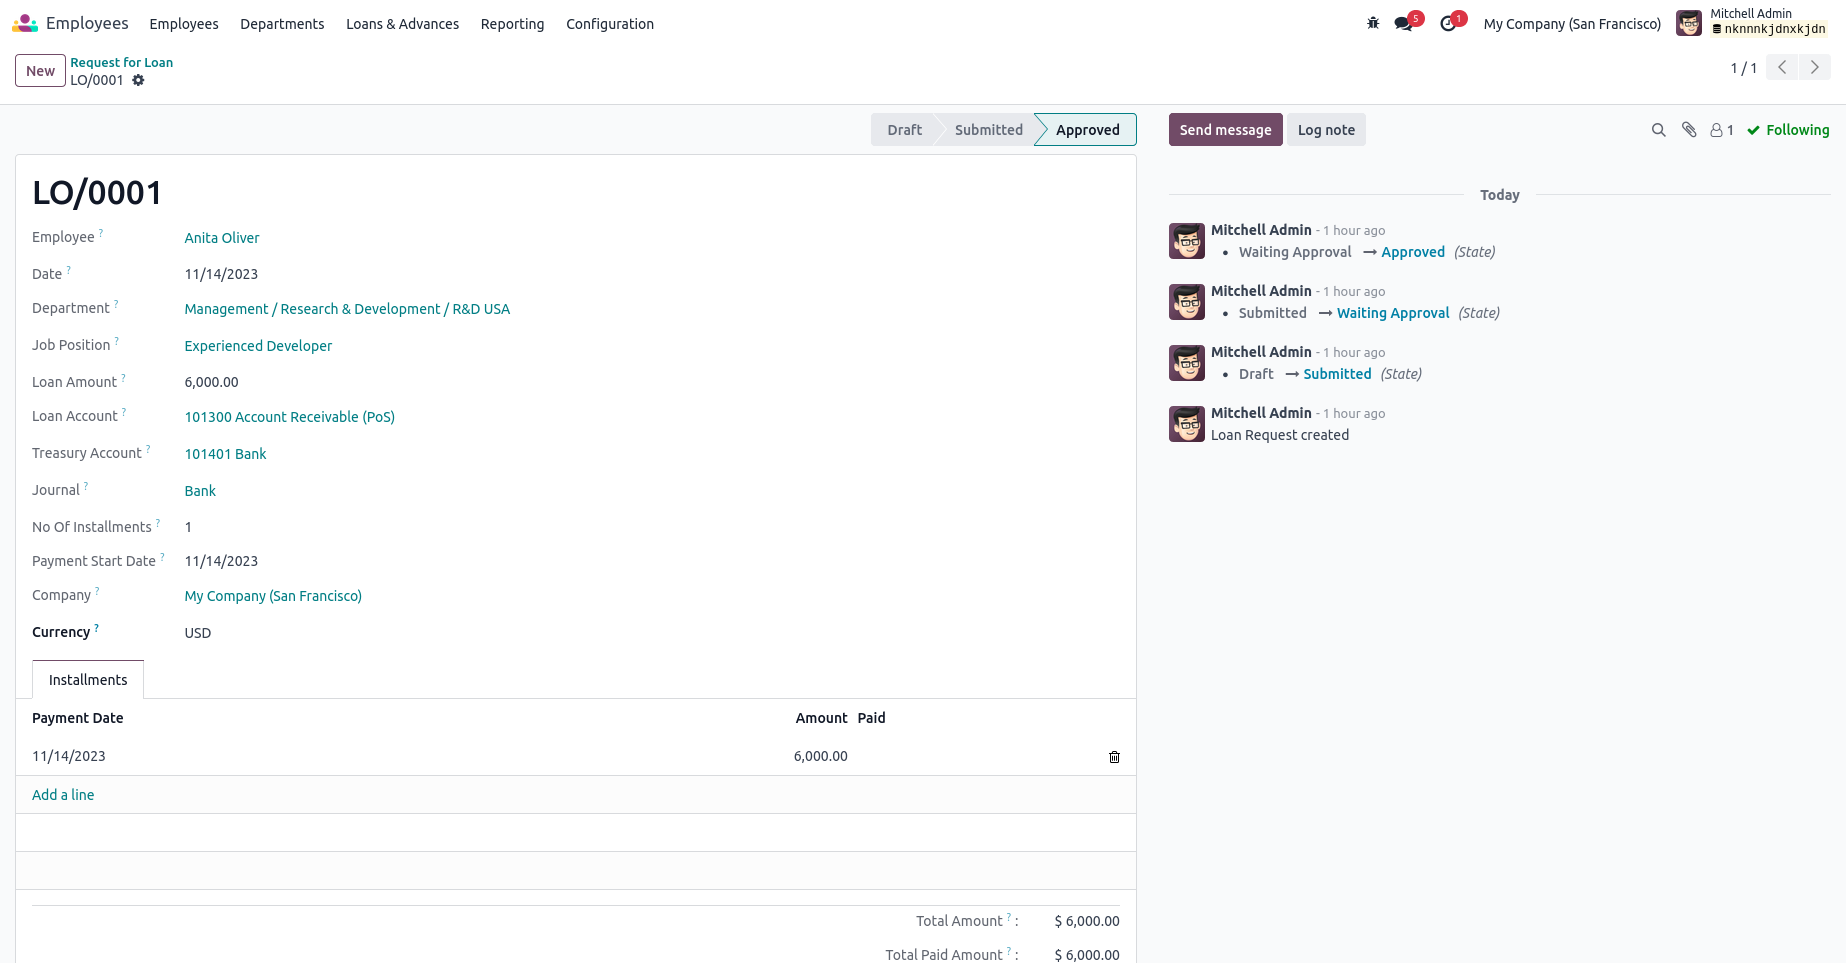 Employees Employees Departments Loans & Advances Reporting Configuration 5 1 My Company (San Francisco) Mitchell Admin
nknnnkjdnxkjdn
New Request for Loan
LO/0001
1 / 1
Draft Submitted Approved
Send message Log note 1 Following
LO/0001
Employee ? Anita Oliver
Date ? 11/14/2023
Department ? Management / Research & Development / R&D USA
Job Position ? Experienced Developer
Loan Amount ? 6,000.00
Loan Account ? 101300 Account Receivable (PoS)
Treasury Account ? 101401 Bank
Journal ? Bank
No Of Installments ? 1
Payment Start Date ? 11/14/2023
Company ? My Company (San Francisco)
Currency ? USD
Installments
Payment Date Amount Paid
11/14/2023 6,000.00
Add a line
Total Amount ? : $ 6,000.00
Total Paid Amount ? : $ 6,000.00
Today
Mitchell Admin - 1 hour ago
• Waiting Approval → Approved (State)
Mitchell Admin - 1 hour ago
• Submitted → Waiting Approval (State)
Mitchell Admin - 1 hour ago
• Draft → Submitted (State)
Mitchell Admin - 1 hour ago
Loan Request created